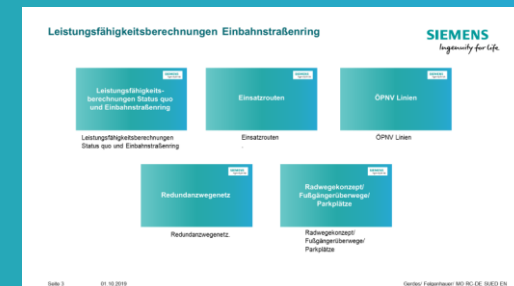 Leistungsfähigkeitsberechnungen Einbahnstraßenring
SIEMENS
Ingenuity for life
Leistungsfähigkeits-
berechnungen Status quo
und Einbahnstraßenring
Leistungsfähigkeitsberechnungen
Status quo und Einbahnstraßenring
Einsatzrouten
Einsatzrouten
ÖPNV Linien
ÖPNV Linien
Redundanzwegenetz
Redundanzwegenetz.
Radwegekonzept/
Fußgängerüberwege/
Parkplätze
Radwegekonzept/
Fußgängerüberwege/
Parkplätze
Seite 3
01.10.2019